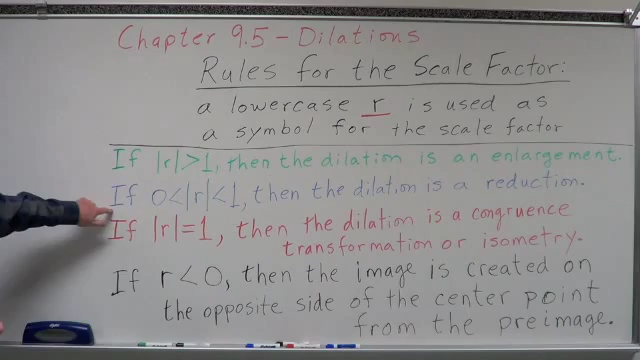 Chapter 9.5 – Dilations
Rules for the Scale Factor:
a lowercase r is used as
a symbol for the scale factor
If |r|>1, then the dilation is an enlargement.
If 0<|r|<1, then the dilation is a reduction.
If |r|=1, then the dilation is a congruence
transformation or isometry.
If r<0, then the image is created on
the opposite side of the center point
from the preimage.